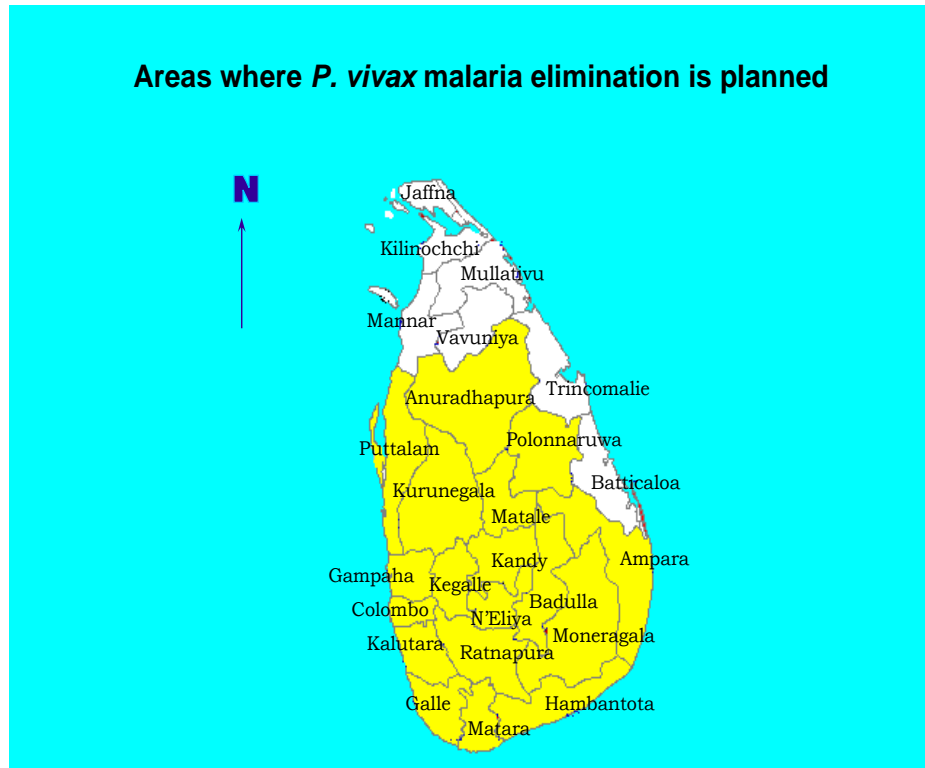 Areas where P. vivax malaria elimination is planned
N
Jaffna
Kilinochchi
Mullativu
Mannar
Vavuniya
Trincomalie
Anuradhapura
Polonnaruwa
Puttalam
Batticaloa
Kurunegala
Matale
Ampara
Kandy
Gampaha
Kegalle
Badulla
Colombo
N'Eliya
Moneragala
Kalutara
Ratnapura
Galle
Hambantota
Matara